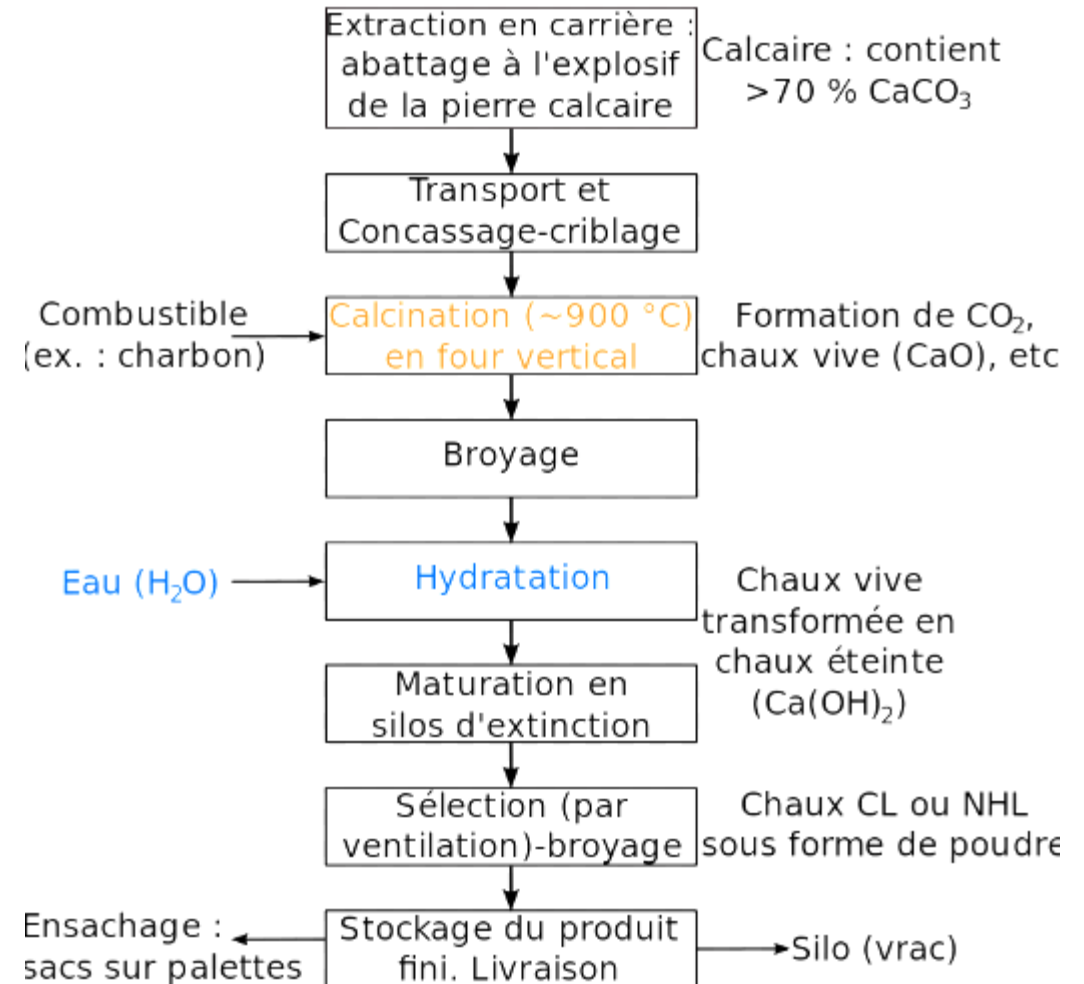 Extraction en carrière :
abattage à l'explosif
de la pierre calcaire
Calcaire : contient
>70 % CaCO₃
Transport et
Concassage-criblage
Combustible
(ex. : charbon)
Calcination (~900 °C)
en four vertical
Formation de CO₂,
chaux vive (CaO), etc
Broyage
Eau (H₂O)
Hydratation
Chaux vive
transformée en
chaux éteinte
(Ca(OH)₂)
Maturation en
silos d'extinction
Sélection (par
ventilation)-broyage
Chaux CL ou NHL
sous forme de poudre
Ensachage :
sacs sur palettes
Stockage du produit
fini. Livraison
Silo (vrac)